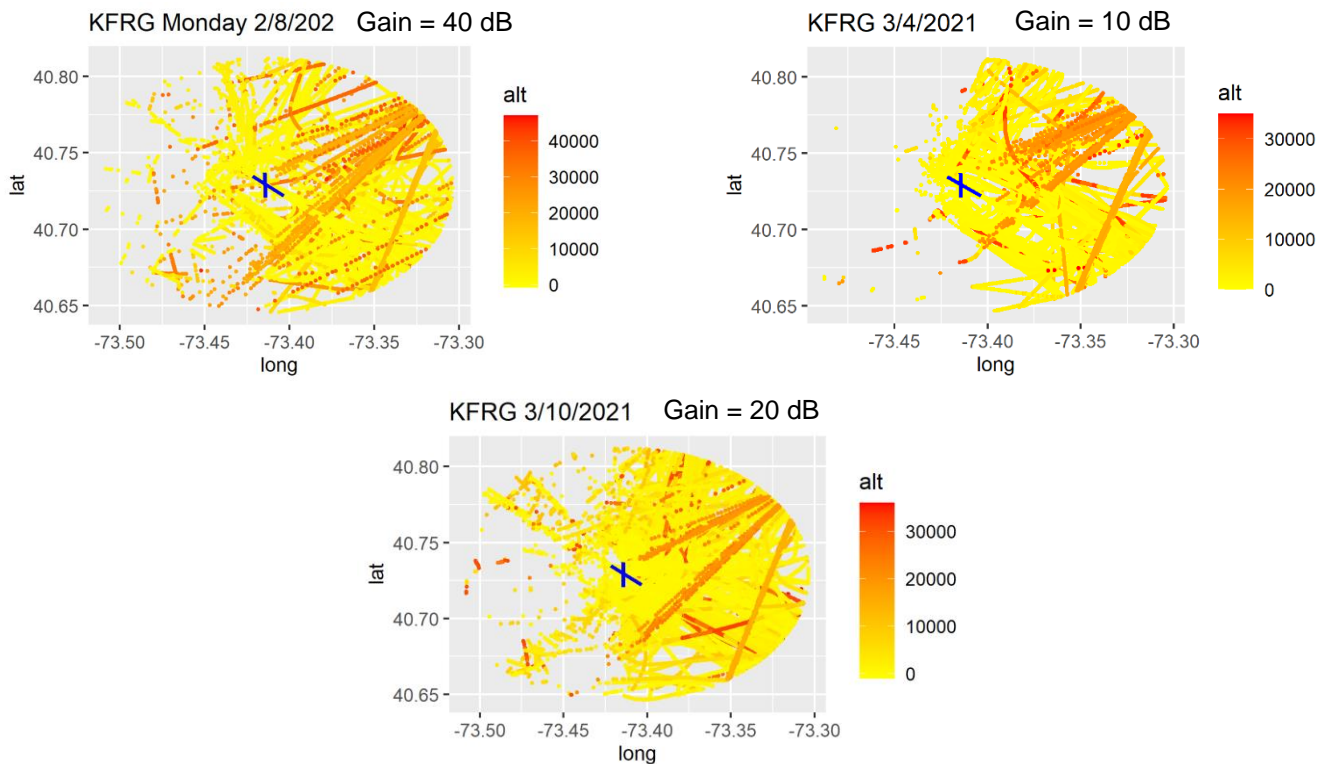 KFRG Monday 2/8/202 Gain = 40 dB
alt
40000
30000
20000
10000
0
lat
40.80
40.75
40.70
40.65
-73.50 -73.45 -73.40 -73.35 -73.30
long
KFRG 3/4/2021 Gain = 10 dB
alt
30000
20000
10000
0
lat
40.80
40.75
40.70
40.65
-73.45 -73.40 -73.35 -73.30
long
KFRG 3/10/2021 Gain = 20 dB
alt
30000
20000
10000
0
lat
40.80
40.75
40.70
40.65
-73.50 -73.45 -73.40 -73.35 -73.30
long